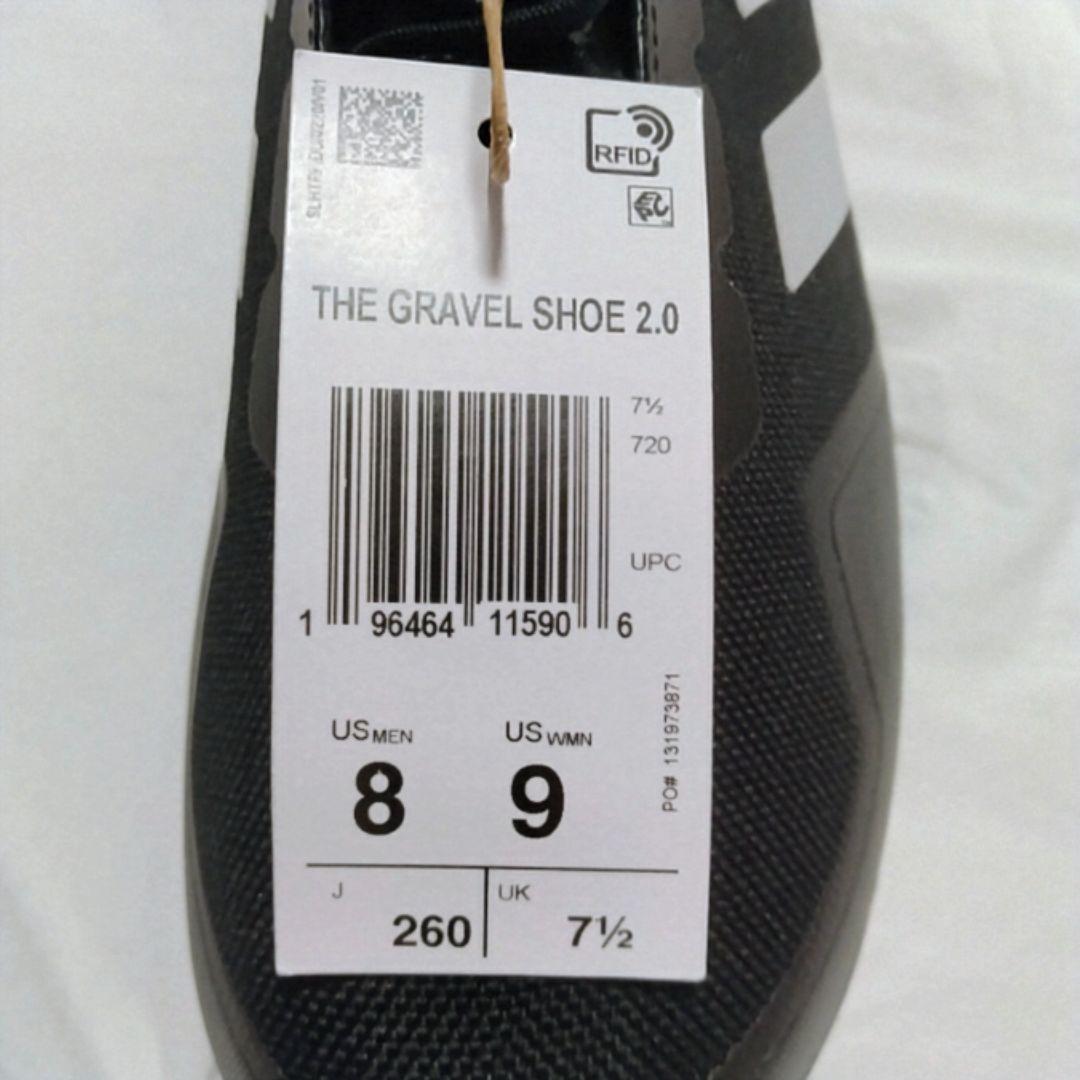 RFID
THE GRAVEL SHOE 2.0
7½
720
UPC
1 96464 11590 6
PO# 131973871
US MEN
US WMN
8
9
J
UK
260
7½